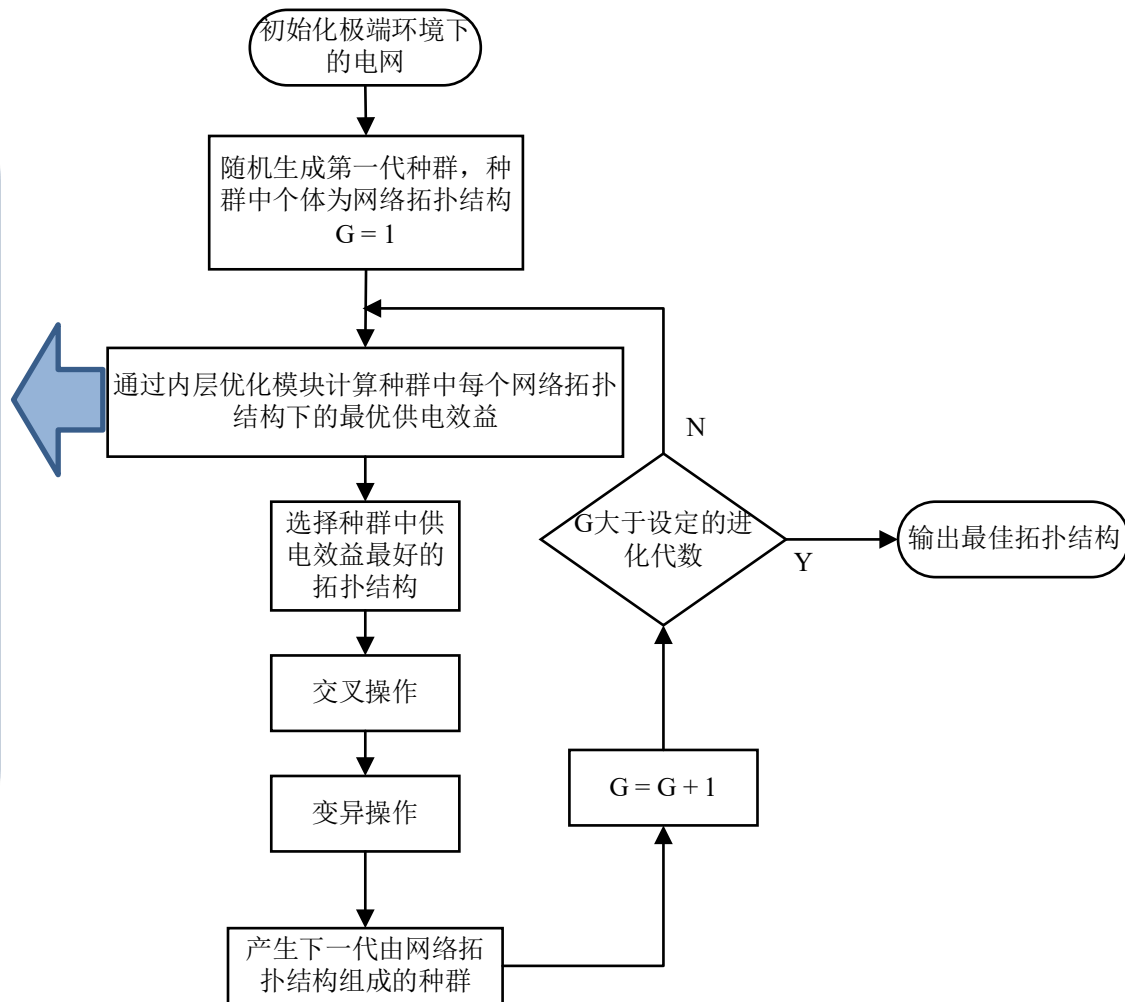 初始化极端环境下
的电网
随机生成第一代种群，种
群中个体为网络拓扑结构
G = 1
通过内层优化模块计算种群中每个网络拓扑
结构下的最优供电效益
选择种群中供
电效益最好的
拓扑结构
交叉操作
变异操作
产生下一代由网络拓
扑结构组成的种群
G = G + 1
G大于设定的进
化代数
N
Y
输出最佳拓扑结构